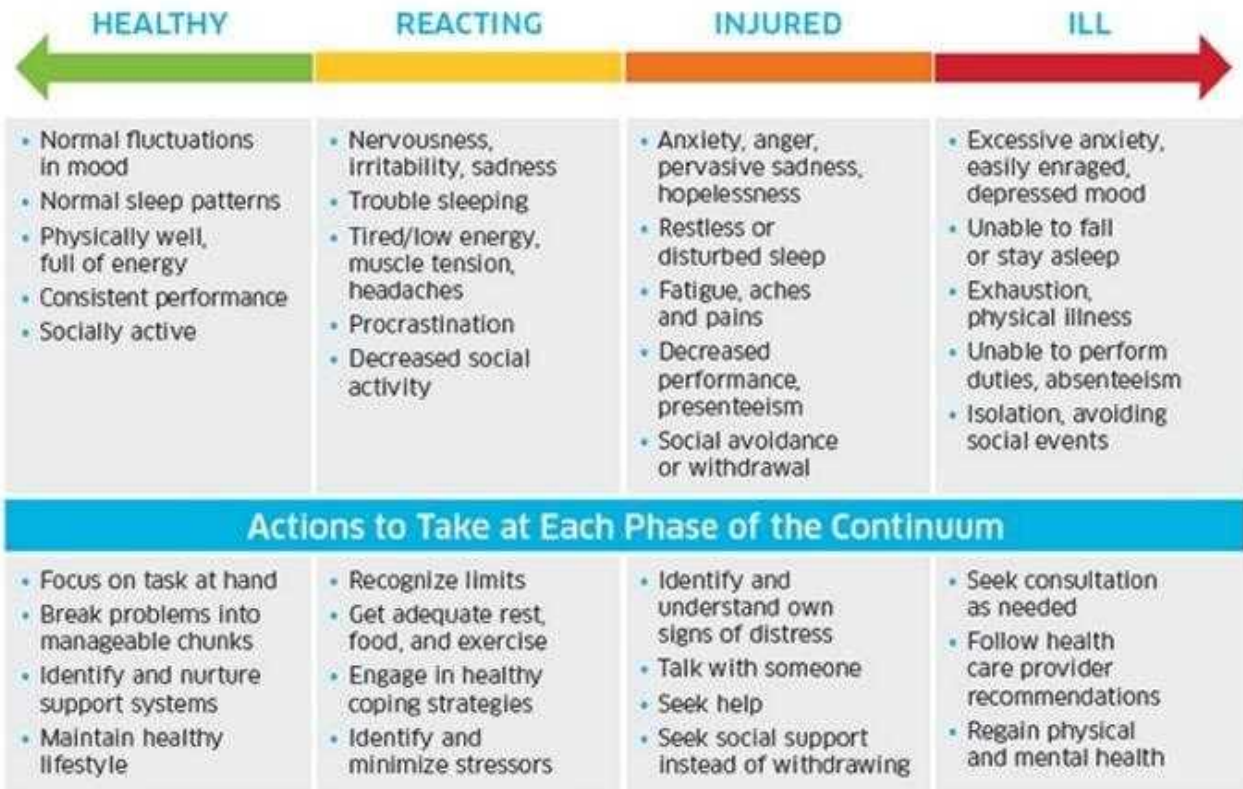 HEALTHY
REACTING
INJURED
ILL
• Normal fluctuations
in mood
• Normal sleep patterns
• Physically well,
full of energy
• Consistent performance
• Socially active
• Nervousness,
irritability, sadness
• Trouble sleeping
• Tired/low energy,
muscle tension,
headaches
• Procrastination
• Decreased social
activity
• Anxiety, anger,
pervasive sadness,
hopelessness
• Restless or
disturbed sleep
• Fatigue, aches
and pains
• Decreased
performance,
presenteeism
• Social avoidance
or withdrawal
• Excessive anxiety,
easily enraged,
depressed mood
• Unable to fall
or stay asleep
• Exhaustion,
physical illness
• Unable to perform
duties, absenteeism
• Isolation, avoiding
social events
Actions to Take at Each Phase of the Continuum
• Focus on task at hand
• Break problems into
manageable chunks
• Identify and nurture
support systems
• Maintain healthy
lifestyle
• Recognize limits
• Get adequate rest,
food, and exercise
• Engage in healthy
coping strategies
• Identify and
minimize stressors
• Identify and
understand own
signs of distress
• Talk with someone
• Seek help
• Seek social support
instead of withdrawing
• Seek consultation
as needed
• Follow health
care provider
recommendations
• Regain physical
and mental health